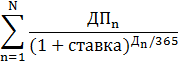 N
∑ ДПn / (1 + ставка)^(Дn/365)
n=1